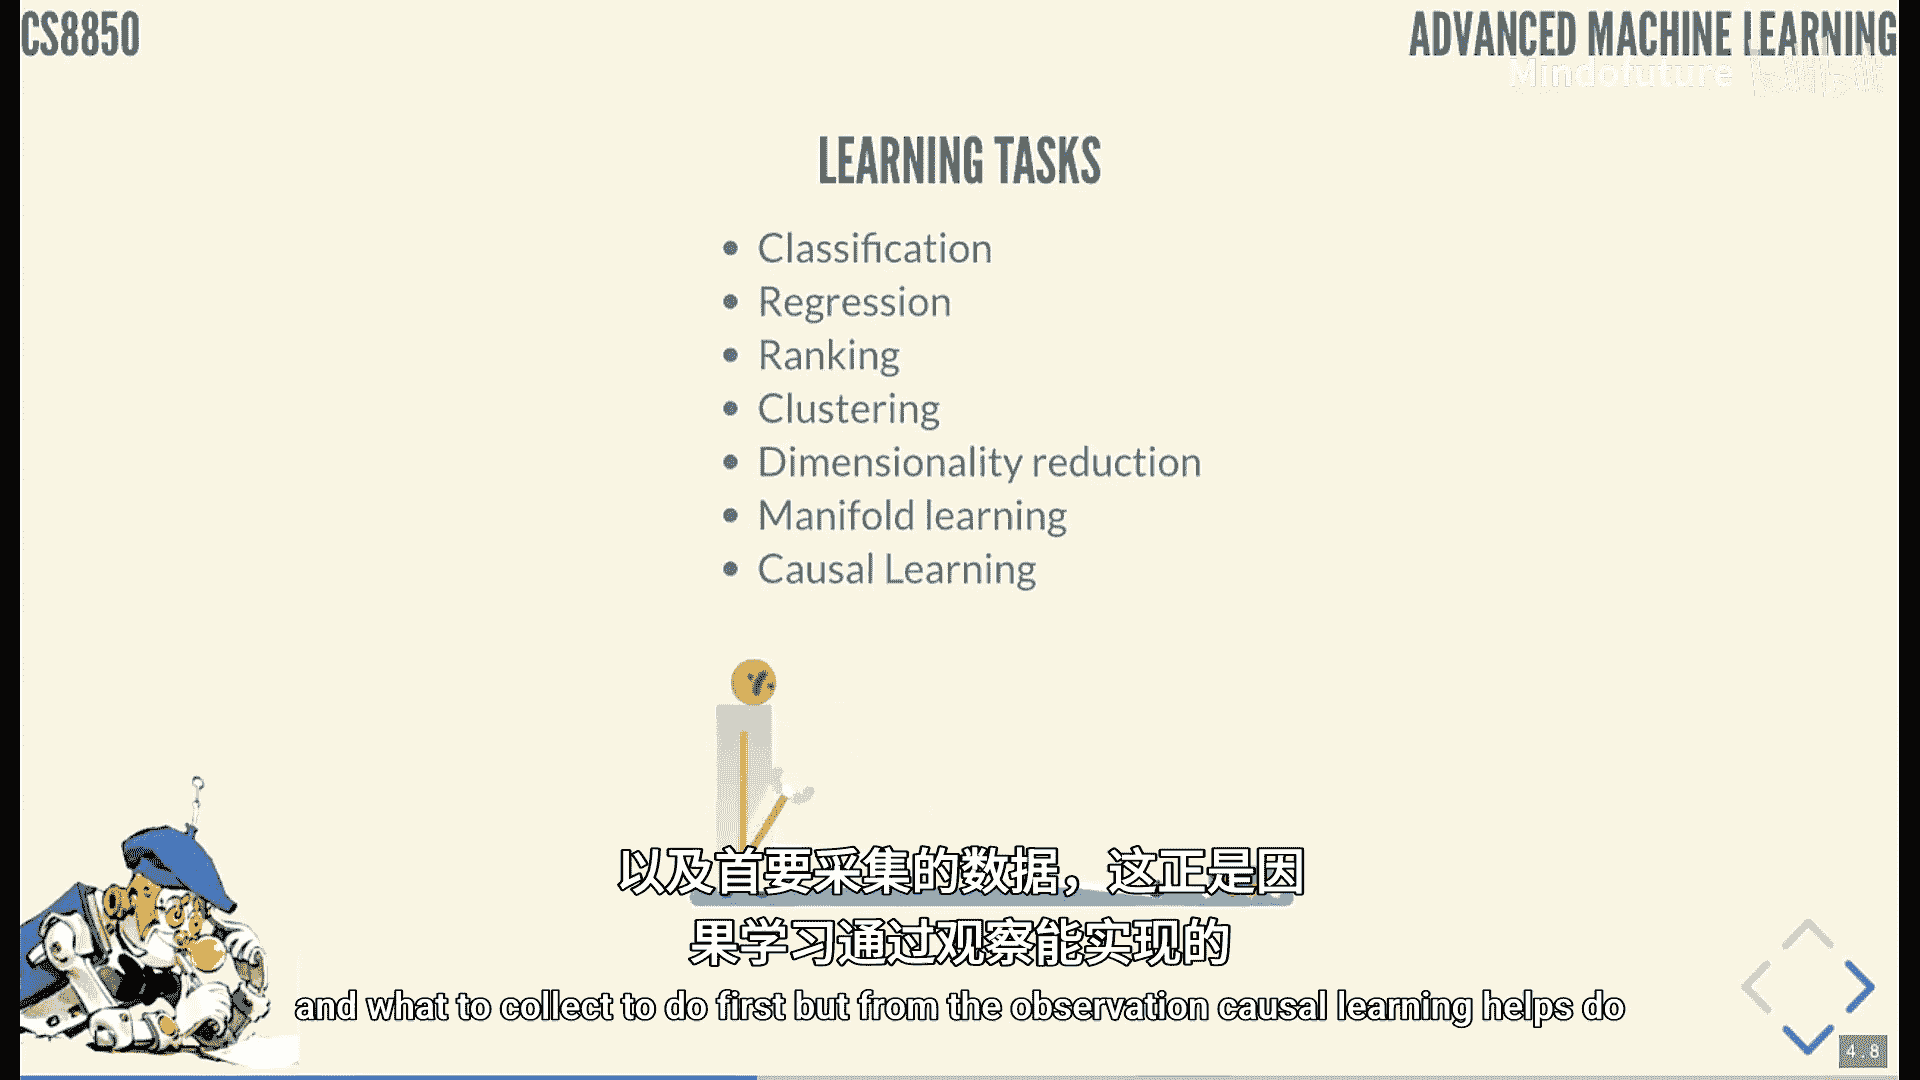 CS8850
ADVANCED MACHINE LEARNING
Mindofuture
LEARNING TASKS
Classification
Regression
Ranking
Clustering
Dimensionality reduction
Manifold learning
Causal Learning
以及首要采集的数据，这正是因
果学习通过观察能实现的
and what to collect to do first but from the observation causal learning helps do
4.8